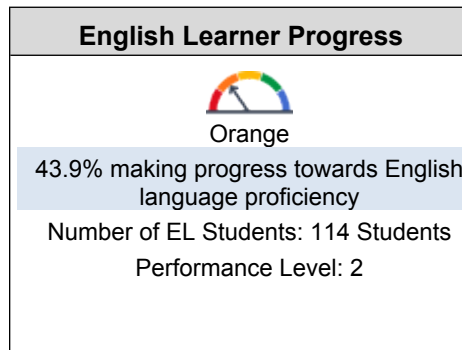 English Learner Progress
Orange
43.9% making progress towards English
language proficiency
Number of EL Students: 114 Students
Performance Level: 2